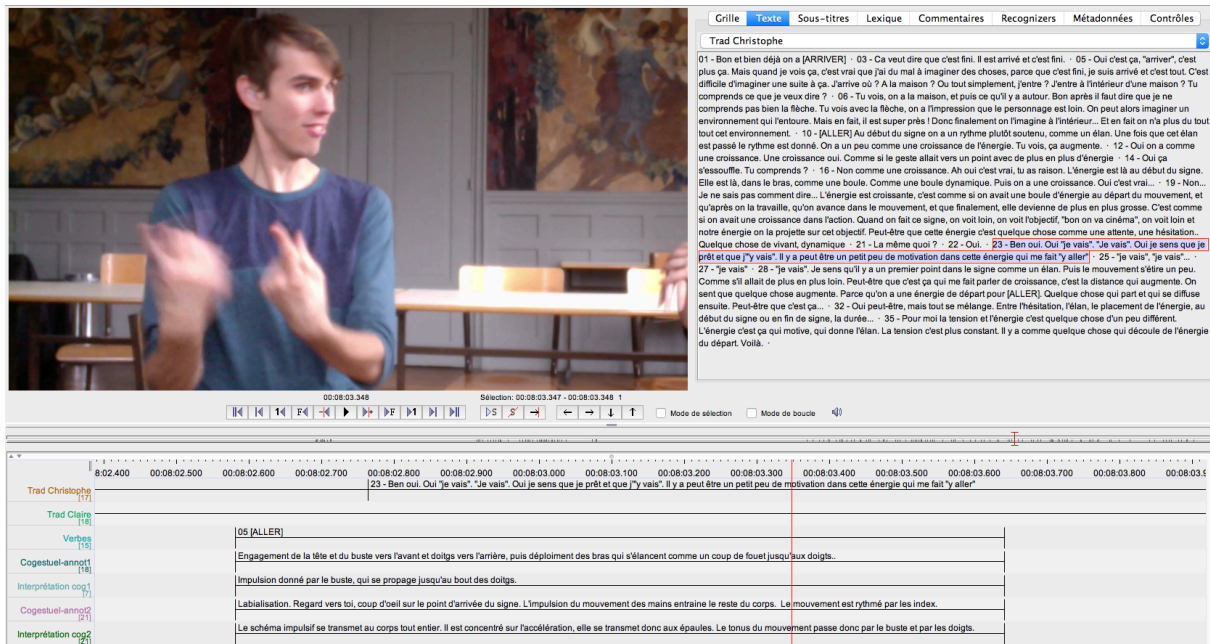 Grille Texte Sous-titres Lexique Commentaires Recognizers Métadonnées Contrôles
Trad Christophe
01 - Bon et bien déjà on a [ARRIVER] · 03 - Ca veut dire que c'est fini. Il est arrivé et c'est fini. · 05 - Oui c'est ça, "arriver", c'est
plus ça. Mais quand je vois ça, c'est vrai que j'ai du mal à imaginer des choses, parce que c'est fini, je suis arrivé et c'est tout. C'est
difficile d'imaginer une suite à ça. J'arrive où ? A la maison ? Ou tout simplement, j'entre ? J'entre à l'intérieur d'une maison ? Tu
comprends ce que je veux dire ? · 06 - Tu vois, on a la maison, et puis ce qu'il y a autour. Bon après il faut dire que je ne
comprends pas bien la flèche. Tu vois avec la flèche, on a l'impression que le personnage est loin. On peut alors imaginer un
environnement qui l'entoure. Mais en fait, il est super près ! Donc finalement on l'imagine à l'intérieur... Et en fait on n'a plus du tout
tout cet environnement. · 10 - [ALLER] Au début du signe on a un rythme plutôt soutenu, comme un élan. Une fois que cet élan
est passé le rythme est donné. On a un peu comme une croissance de l'énergie. Tu vois, ça augmente. · 12 - Oui on a comme
une croissance. Une croissance oui. Comme si le geste allait vers un point avec de plus en plus d'énergie · 14 - Oui ça
s'essouffle. Tu comprends ? · 16 - Non comme une croissance. Ah oui c'est vrai, tu as raison. L'énergie est là au début du signe.
Elle est là, dans le bras, comme une boule. Comme une boule dynamique. Puis on a une croissance. Oui c'est vrai... · 19 - Non...
Je ne sais pas comment dire... L'énergie est croissante, c'est comme si on avait une boule d'énergie au départ du mouvement, et
qu'après on la travaille, qu'on avance dans le mouvement, et que finalement, elle devienne de plus en plus grosse. C'est comme
si on avait une croissance dans l'action. Quand on fait ce signe, on voit loin, on voit l'objectif, "bon on va cinéma", on voit loin et
notre énergie on la projette sur cet objectif. Peut-être que cette énergie c'est quelque chose comme une attente, une hésitation..
Quelque chose de vivant, dynamique · 21 - La même quoi ? · 22 - Oui. · 23 - Ben oui. Oui "je vais". "Je vais". Oui je sens que je
prêt et que j'"y vais". Il y a peut être un petit peu de motivation dans cette énergie qui me fait "y aller" · 25 - "je vais", "je vais"... ·
27 - "je vais" · 28 - "je vais". Je sens qu'il y a un premier point dans le signe comme un élan. Puis le mouvement s'étire un peu.
Comme s'il allait de plus en plus loin. Peut-être que c'est ça qui me fait parler de croissance, c'est la distance qui augmente. On
sent que quelque chose augmente. Parce qu'on a une énergie de départ pour [ALLER]. Quelque chose qui part et qui se diffuse
ensuite. Peut-être que c'est ça... · 32 - Oui peut-être, mais tout se mélange. Entre l'hésitation, l'élan, le placement de l'énergie, au
début du signe ou en fin de signe, la durée... · 35 - Pour moi la tension et l'énergie c'est quelque chose d'un peu différent.
L'énergie c'est ça qui motive, qui donne l'élan. La tension c'est plus constant. Il y a comme quelque chose qui découle de l'énergie
du départ. Voilà. ·
00:08:03.348 Sélection: 00:08:03.347 - 00:08:03.348 1
Mode de sélection Mode de boucle
8:02.400 00:08:02.500 00:08:02.600 00:08:02.700 00:08:02.800 00:08:02.900 00:08:03.000 00:08:03.100 00:08:03.200 00:08:03.300 00:08:03.400 00:08:03.500 00:08:03.600 00:08:03.700 00:08:03.800 00:08:03.9
Trad Christophe [17] 23 - Ben oui. Oui "je vais". "Je vais". Oui je sens que je prêt et que j'"y vais". Il y a peut être un petit peu de motivation dans cette énergie qui me fait "y aller"
Trad Claire [18]
Verbes [15] 05 [ALLER]
Cogestuel-annot1 [18] Engagement de la tête et du buste vers l'avant et doitgs vers l'arrière, puis déploiment des bras qui s'élancent comme un coup de fouet jusqu'aux doigts..
Interprétation cog1 [7] Impulsion donné par le buste, qui se propage jusqu'au bout des doitgs.
Cogestuel-annot2 [21] Labialisation. Regard vers toi, coup d'oeil sur le point d'arrivée du signe. L'impulsion du mouvement des mains entraine le reste du corps. Le mouvement est rythmé par les index.
Interprétation cog2 [21] Le schéma impulsif se transmet au corps tout entier. Il est concentré sur l'accélération, elle se transmet donc aux épaules. Le tonus du mouvement passe donc par le buste et par les doigts.